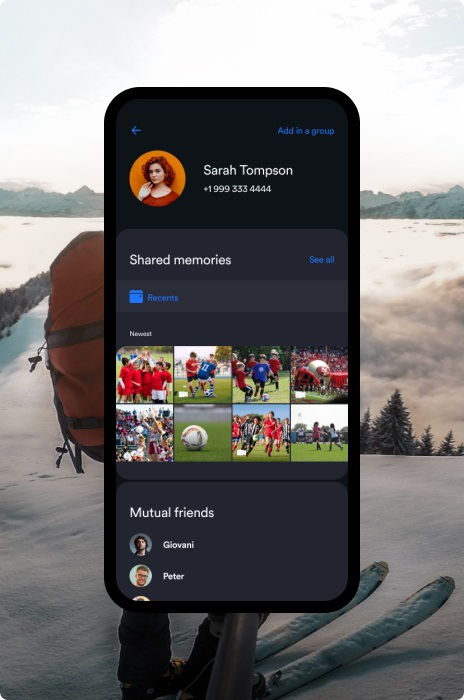 Add in a group
Sarah Tompson
+1 999 333 4444
Shared memories
See all
Recents
Newest
Mutual friends
Giovani
Peter